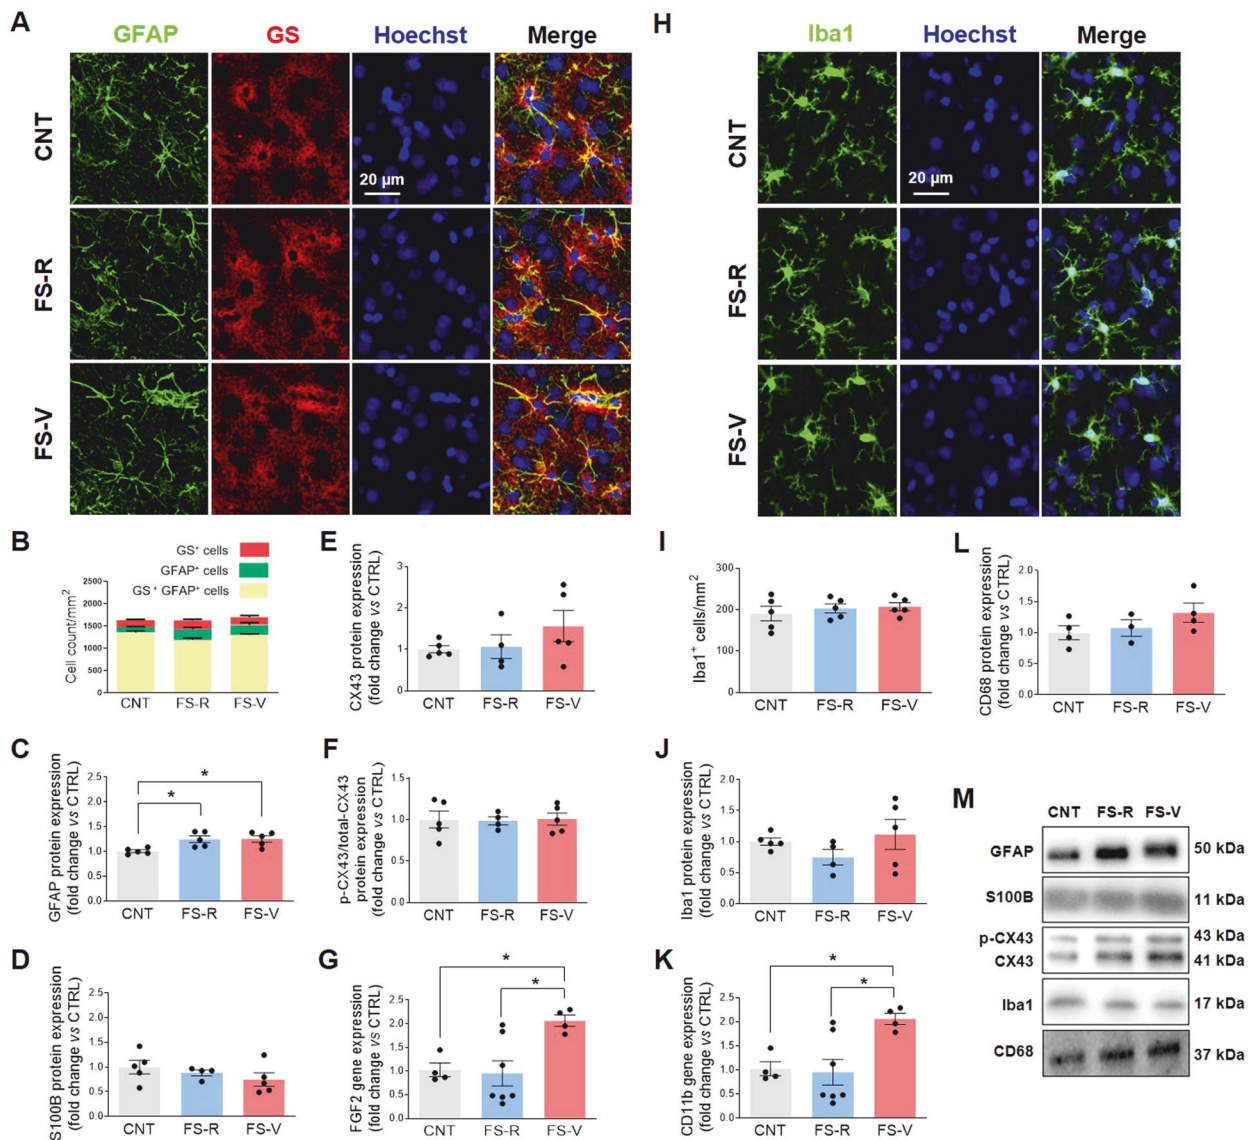 A
GFAP GS Hoechst Merge
CNT
20 µm
FS-R
FS-V
H
Iba1 Hoechst Merge
CNT
20 µm
FS-R
FS-V
B
GS+ cells
GFAP+ cells
GS+ GFAP+ cells
Cell count/mm2
2500
2000
1500
1000
500
0
CNT FS-R FS-V
E
CX43 protein expression
(fold change vs CTRL)
3
2
1
0
CNT FS-R FS-V
I
Iba1+ cells/mm2
300
200
100
0
CNT FS-R FS-V
L
CD68 protein expression
(fold change vs CTRL)
2.0
1.5
1.0
0.5
0.0
CNT FS-R FS-V
C
GFAP protein expression
(fold change vs CTRL)
2.5
2.0
1.5
1.0
0.5
0.0
*
*
CNT FS-R FS-V
F
p-CX43/total-CX43
protein expression
(fold change vs CTRL)
1.5
1.0
0.5
0.0
CNT FS-R FS-V
J
Iba1 protein expression
(fold change vs CTRL)
2.0
1.5
1.0
0.5
0.0
CNT FS-R FS-V
M
CNT FS-R FS-V
GFAP 50 kDa
S100B 11 kDa
p-CX43 43 kDa
CX43 41 kDa
Iba1 17 kDa
CD68 37 kDa
D
S100B protein expression
(fold change vs CTRL)
2.5
2.0
1.5
1.0
0.5
0.0
CNT FS-R FS-V
G
FGF2 gene expression
(fold change vs CTRL)
2.5
2.0
1.5
1.0
0.5
0.0
*
*
CNT FS-R FS-V
K
CD11b gene expression
(fold change vs CTRL)
2.5
2.0
1.5
1.0
0.5
0.0
*
*
CNT FS-R FS-V